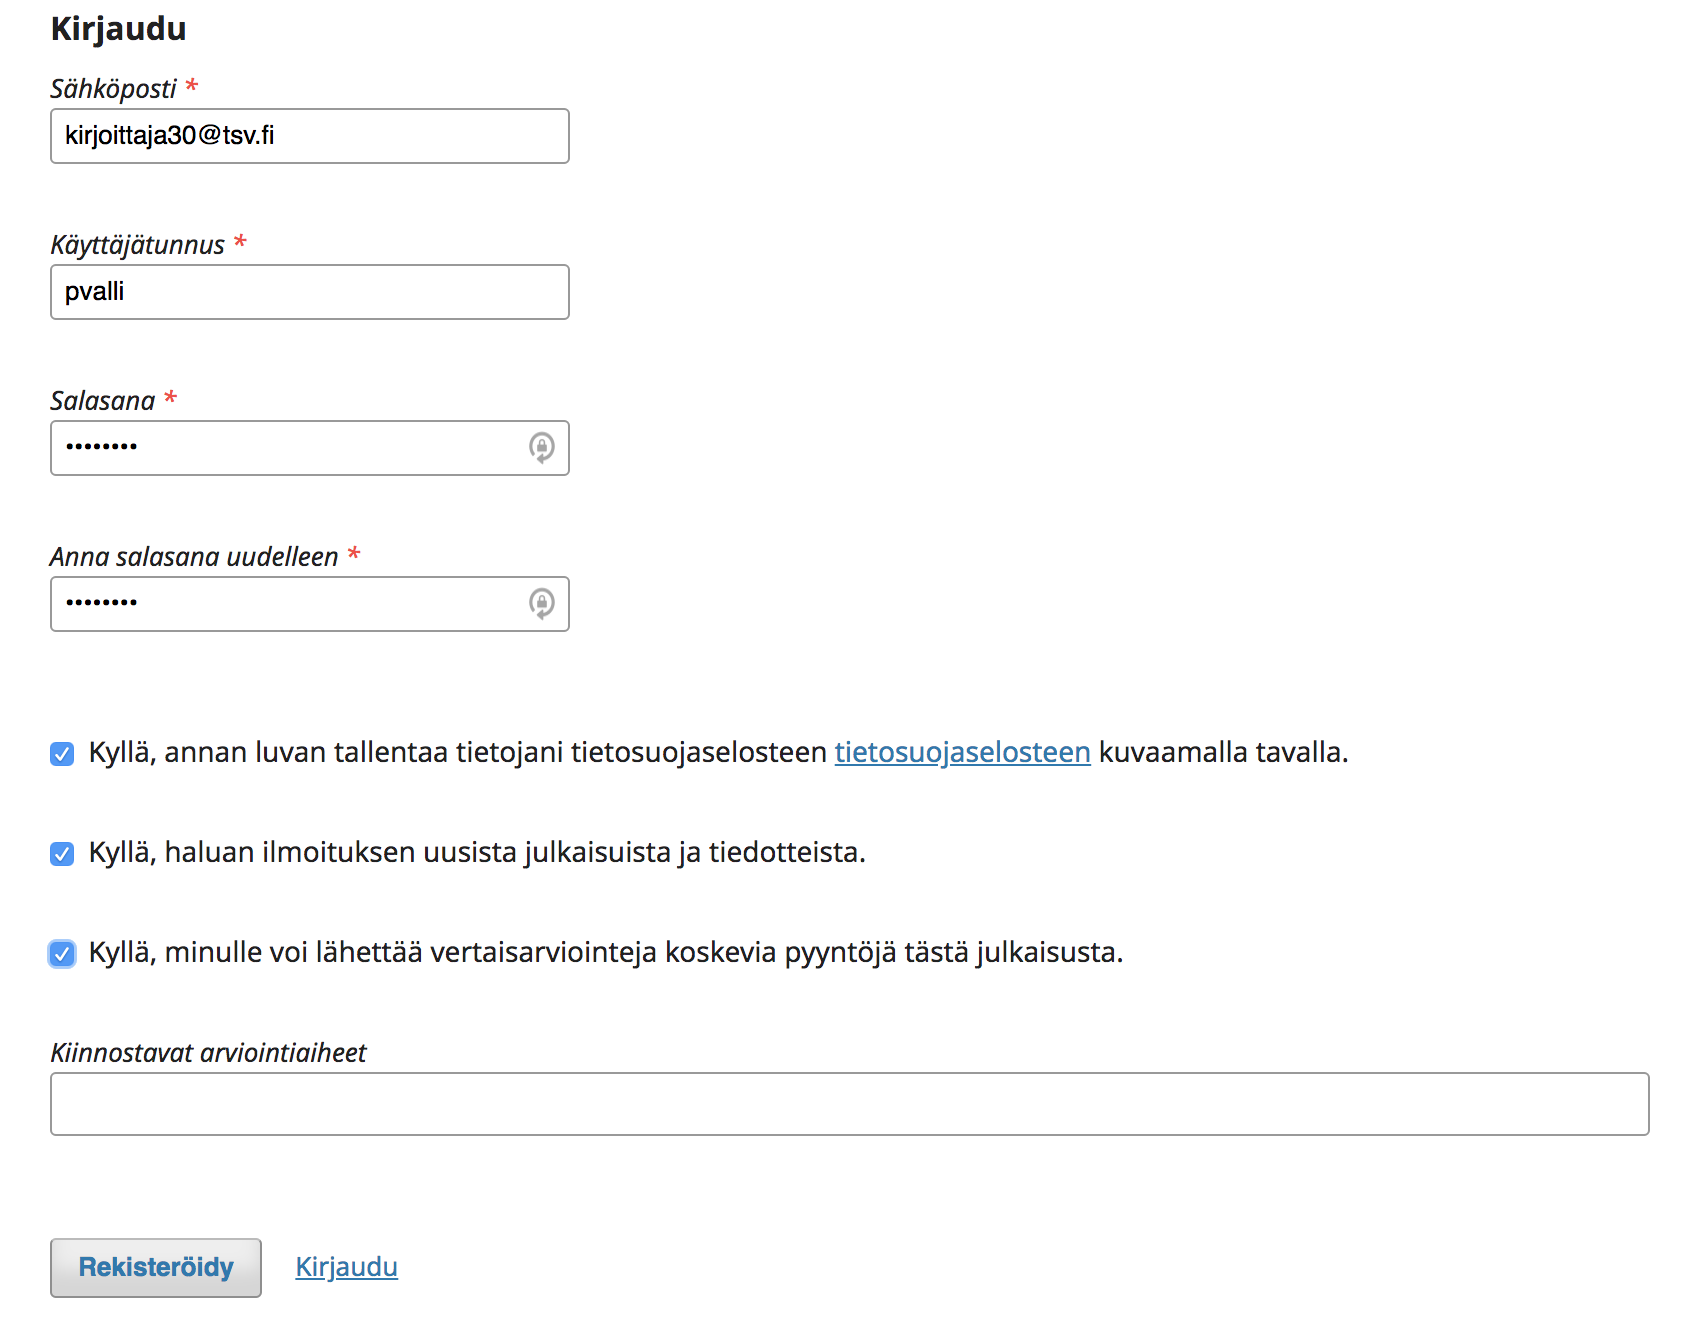 Kirjaudu
Sähköposti *
kirjoittaja30@tsv.fi
Käyttäjätunnus *
pvalli
Salasana *
••••••••
Anna salasana uudelleen *
••••••••
Kyllä, annan luvan tallentaa tietojani tietosuojaselosteen tietosuojaselosteen kuvaamalla tavalla.
Kyllä, haluan ilmoituksen uusista julkaisuista ja tiedotteista.
Kyllä, minulle voi lähettää vertaisarviointeja koskevia pyyntöjä tästä julkaisusta.
Kiinnostavat arviointiaiheet
Rekisteröidy Kirjaudu